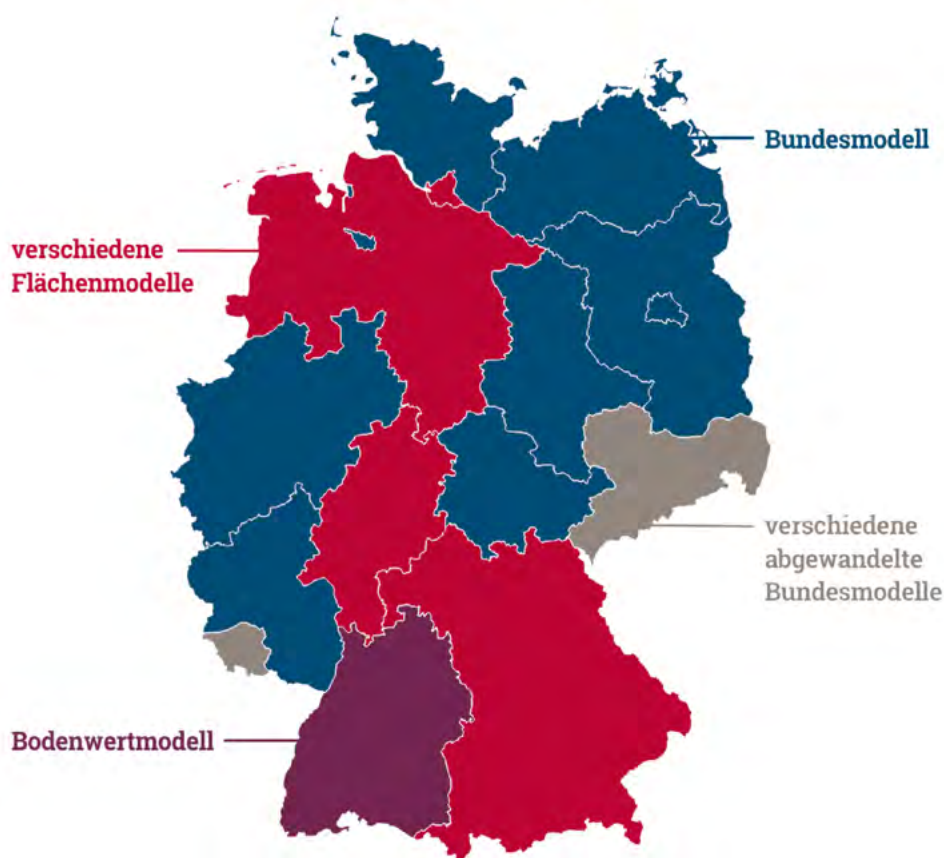 Bundesmodell
verschiedene
Flächenmodelle
verschiedene
abgewandelte
Bundesmodelle
Bodenwertmodell